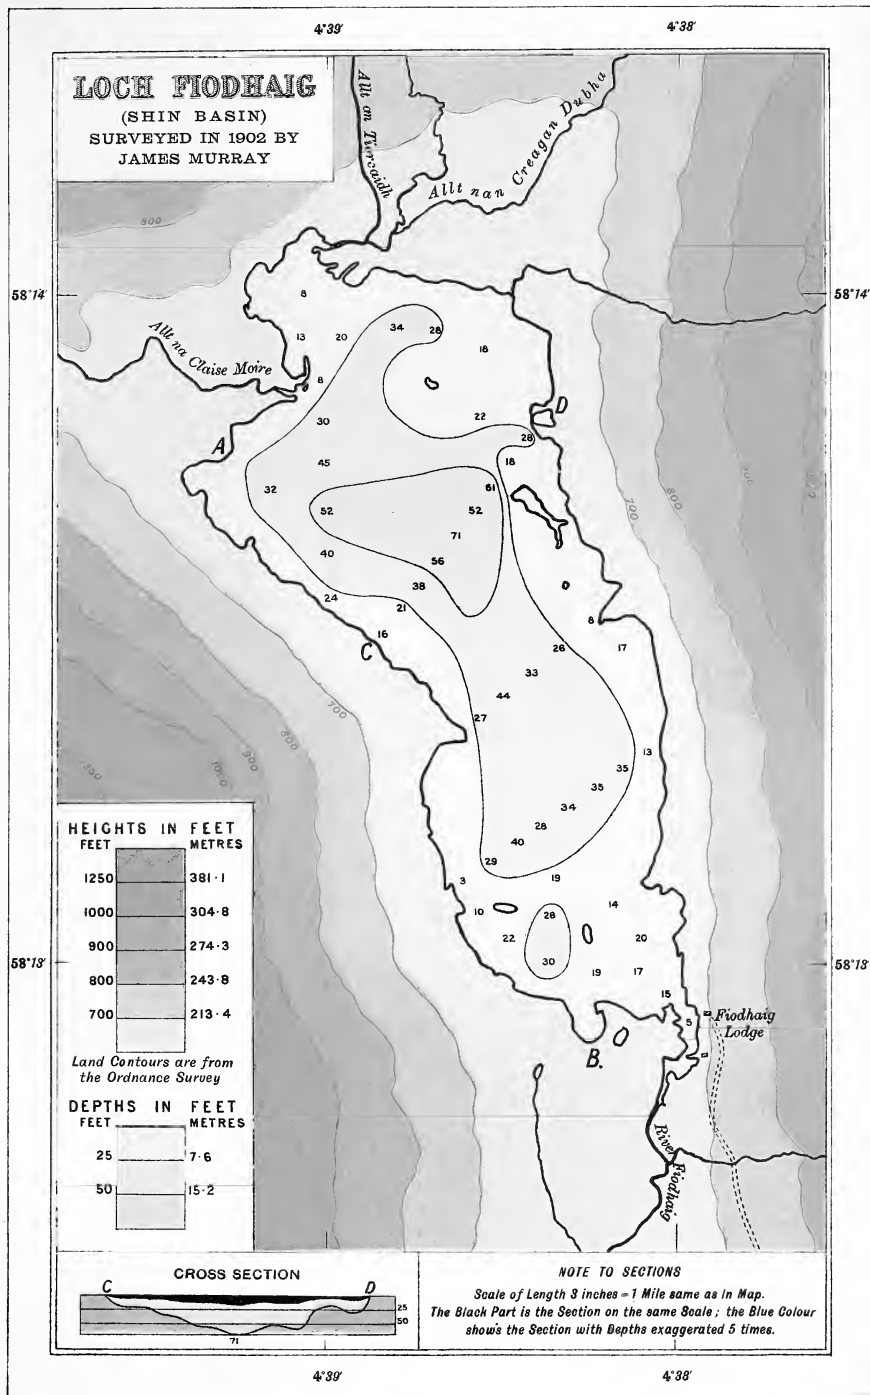 4°39′ 4°38′
LOCH FIODHAIG
(SHIN BASIN)
SURVEYED IN 1902 BY
JAMES MURRAY
Allt nan Creagan Dubha
800
58°14′ 58°14′
8
34 28
13 20 18
Allt na Claise Moire
8
30 22 D
28
A
45 18
32 61
52 52 700 800
71
40 56
38
24 21
16 8
C 26 17
33
44
700 27
13
800 35
900 35
1000 34
1250 28
40
29
3 19
HEIGHTS IN FEET
FEET METRES
1250 381·1
1000 304·8
900 274·3
800 243·8
700 213·4
Land Contours are from
the Ordnance Survey
10 28 14
22 20
58°13′ 30 58°13′
19 17
15
5 Fiodhaig
Lodge
B.
DEPTHS IN FEET
FEET METRES
25 7·6
50 15·2
River Fiodhaig
CROSS SECTION
C D
25
50
71
NOTE TO SECTIONS
Scale of Length 3 inches = 1 Mile same as in Map.
The Black Part is the Section on the same Scale; the Blue Colour
shows the Section with Depths exaggerated 5 times.
4°39′ 4°38′